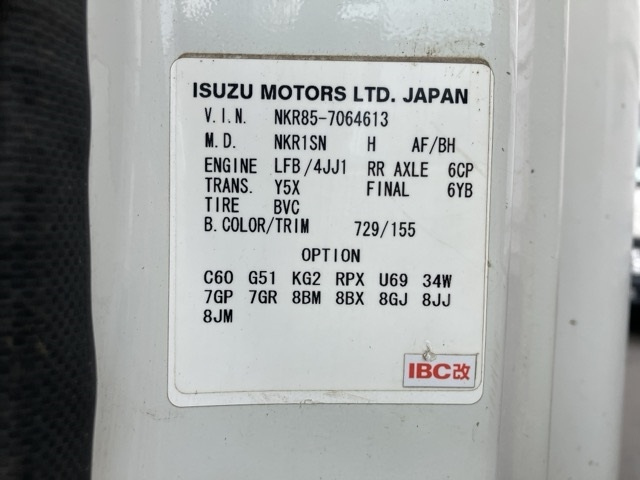 ISUZU MOTORS LTD. JAPAN
V.I.N. NKR85-7064613
M.D. NKR1SN H AF/BH
ENGINE LFB/4JJ1 RR AXLE 6CP
TRANS. Y5X FINAL 6YB
TIRE BVC
B.COLOR/TRIM 729/155
OPTION
C60 G51 KG2 RPX U69 34W
7GP 7GR 8BM 8BX 8GJ 8JJ
8JM
IBC改